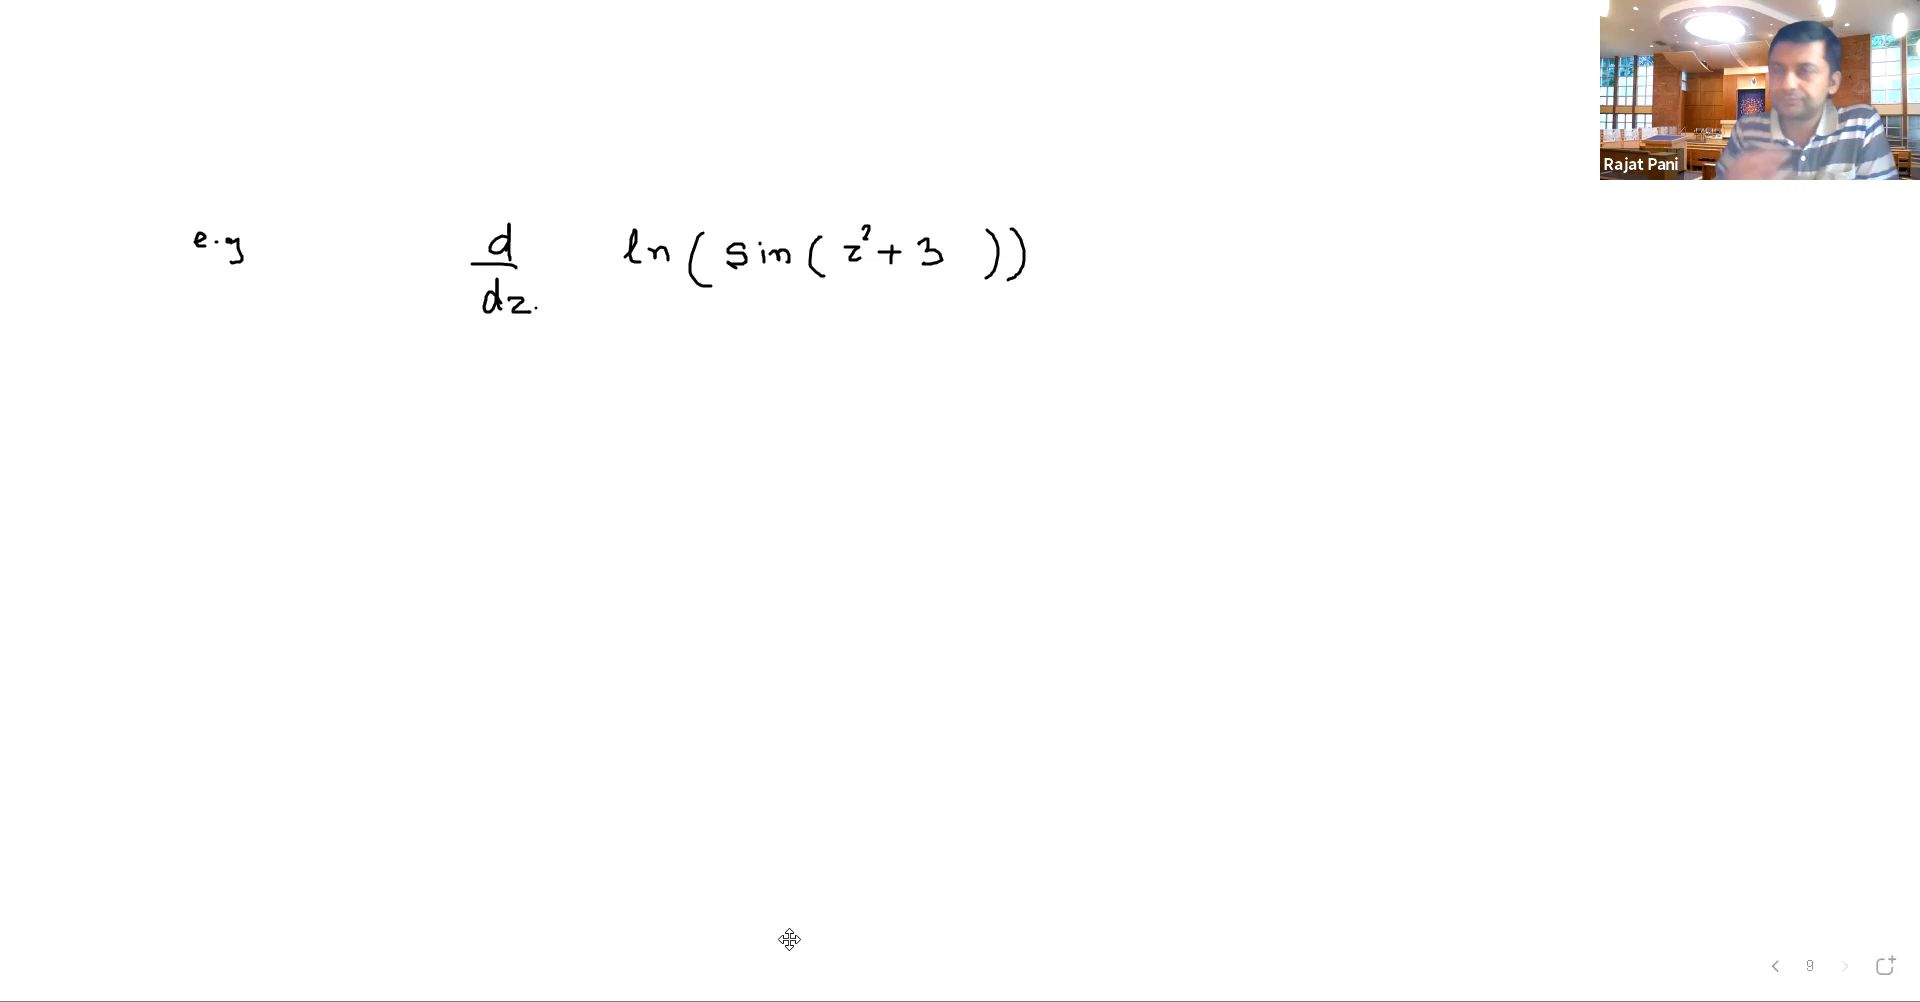 Rajat Pani
e.g d/dz. ln(sin(z²+3))
9